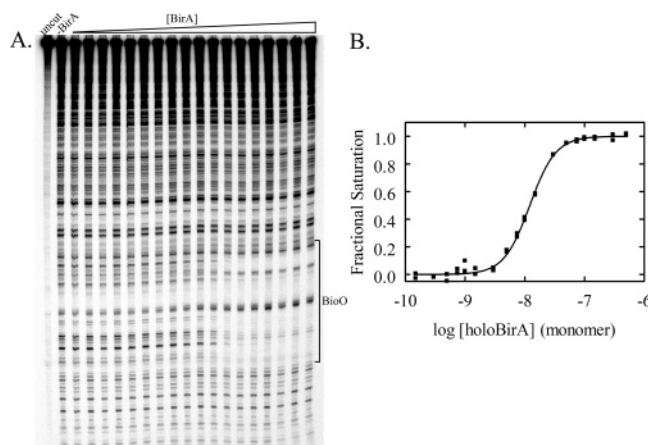 A.
uncut
-BirA
[BirA]
BioO
B.
Fractional Saturation
1.0
0.8
0.6
0.4
0.2
0.0
-10
-9
-8
-7
-6
log [holoBirA] (monomer)